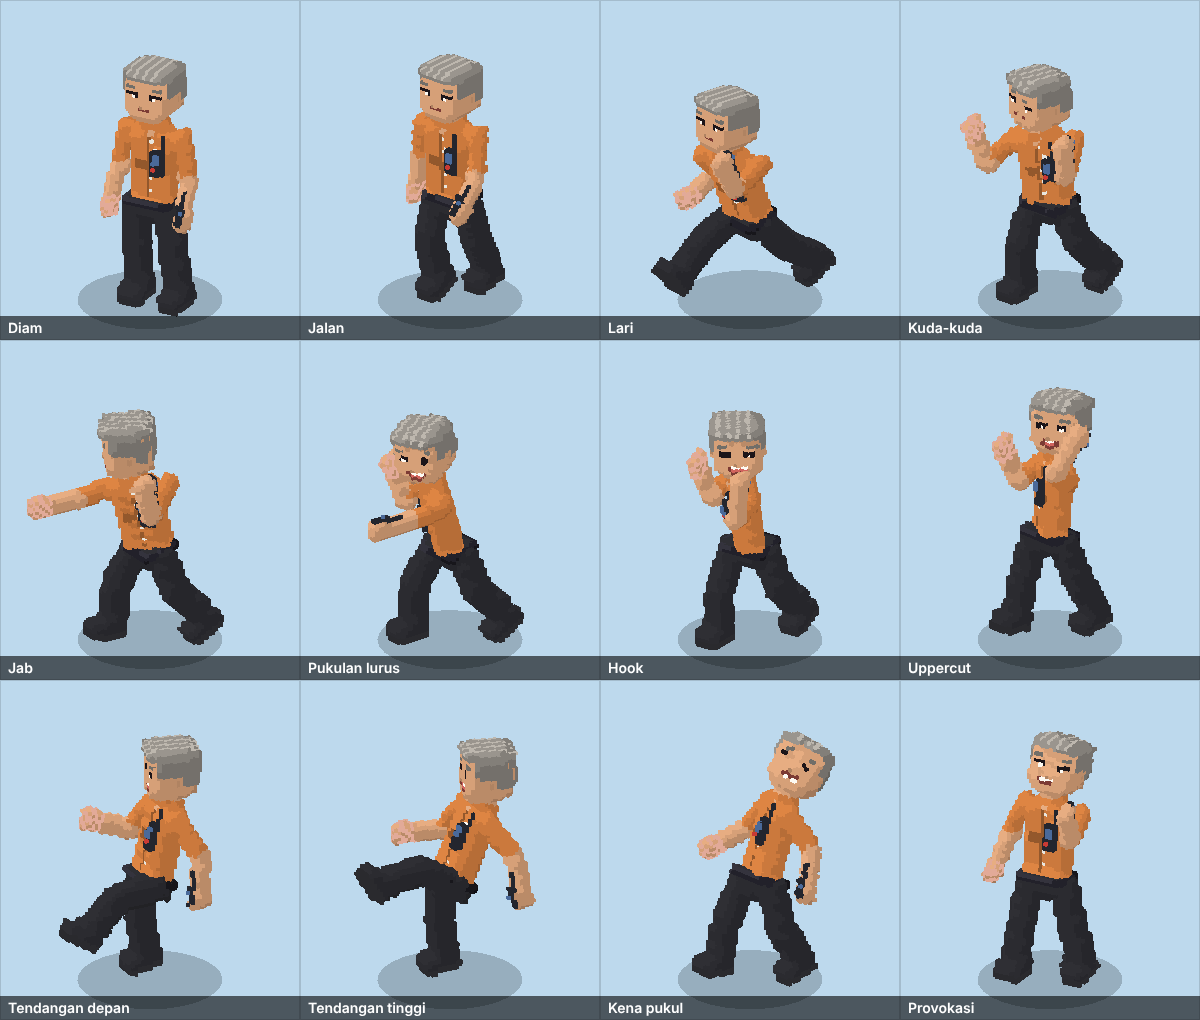 Diam
Jalan
Lari
Kuda-kuda
Jab
Pukulan lurus
Hook
Uppercut
Tendangan depan
Tendangan tinggi
Kena pukul
Provokasi